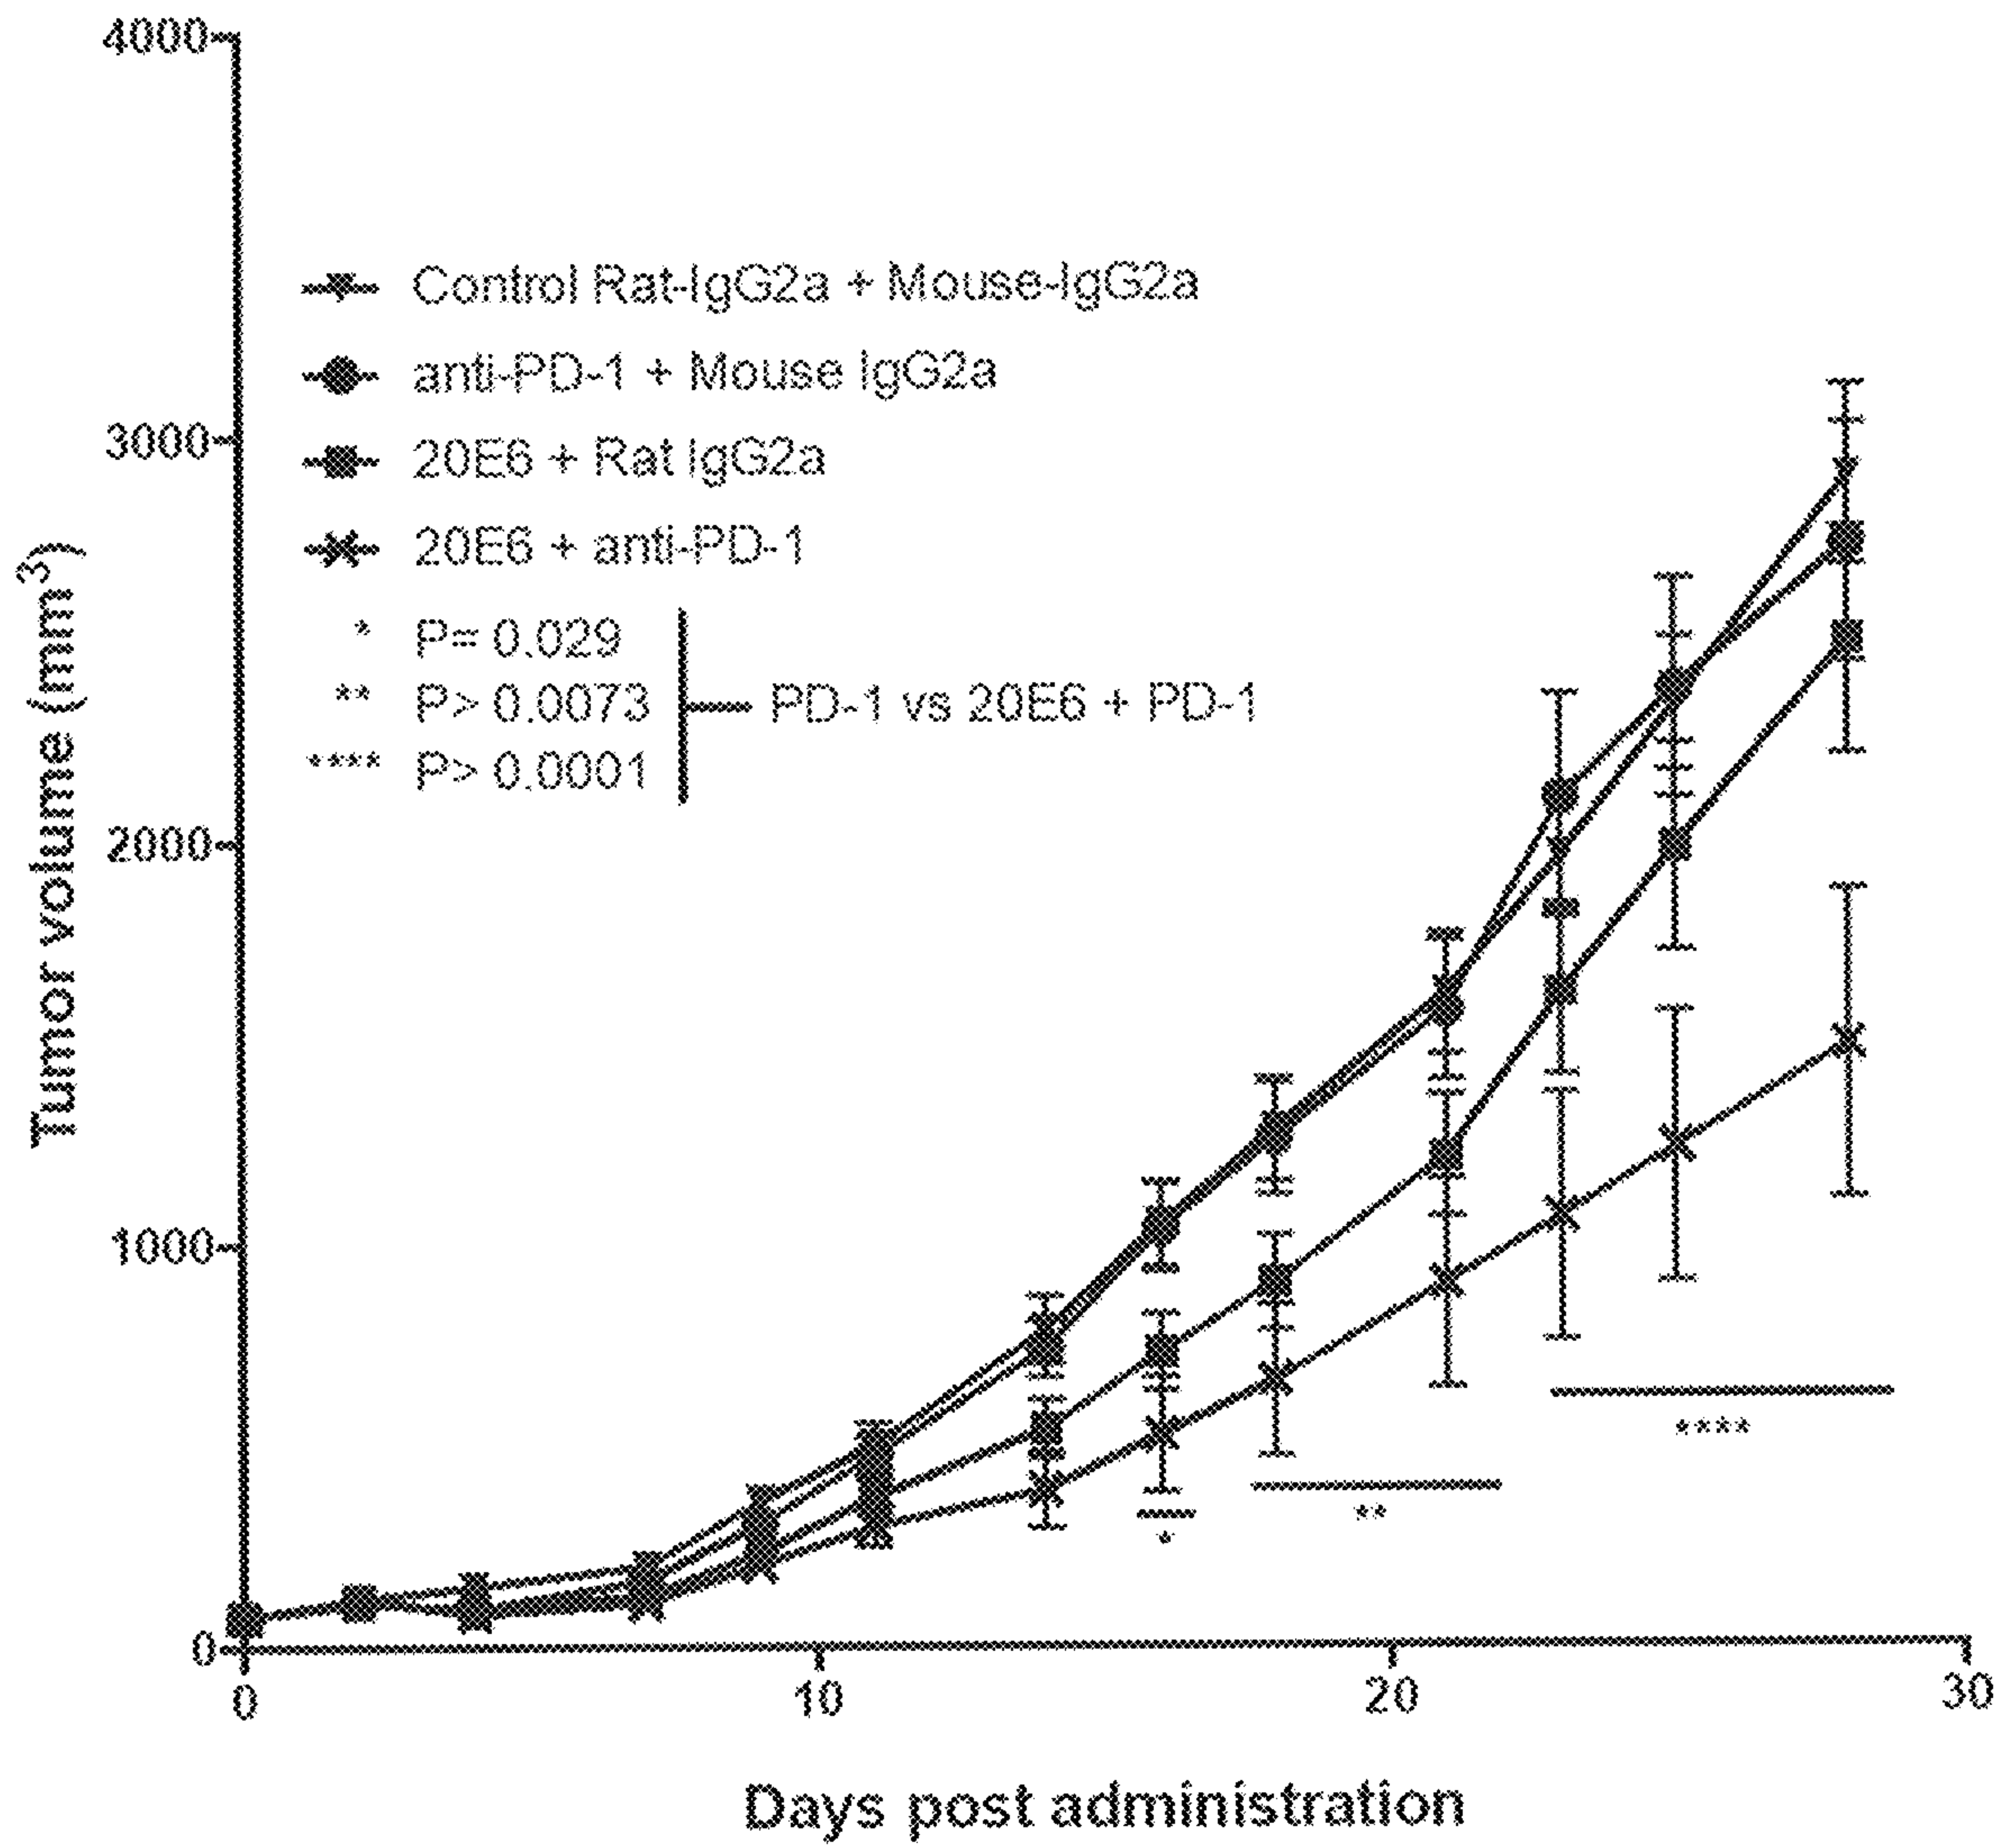 4000
3000
2000
1000
0
Tumor volume (mm³)
Control Rat-IgG2a + Mouse-IgG2a
anti-PD-1 + Mouse IgG2a
20E6 + Rat IgG2a
20E6 + anti-PD-1
* P= 0.029
** P> 0.0073
**** P> 0.0001
PD-1 vs 20E6 + PD-1
*
**
****
0 10 20 30
Days post administration